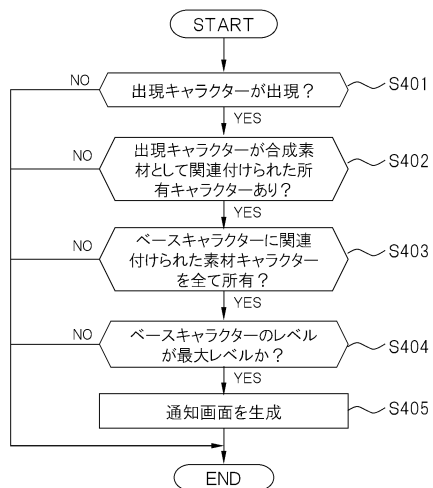 START
NO
出現キャラクターが出現？
S401
YES
NO
出現キャラクターが合成素
材として関連付けられた所
有キャラクターあり？
S402
YES
NO
ベースキャラクターに関連
付けられた素材キャラクター
を全て所有？
S403
YES
NO
ベースキャラクターのレベル
が最大レベルか？
S404
YES
通知画面を生成
S405
END